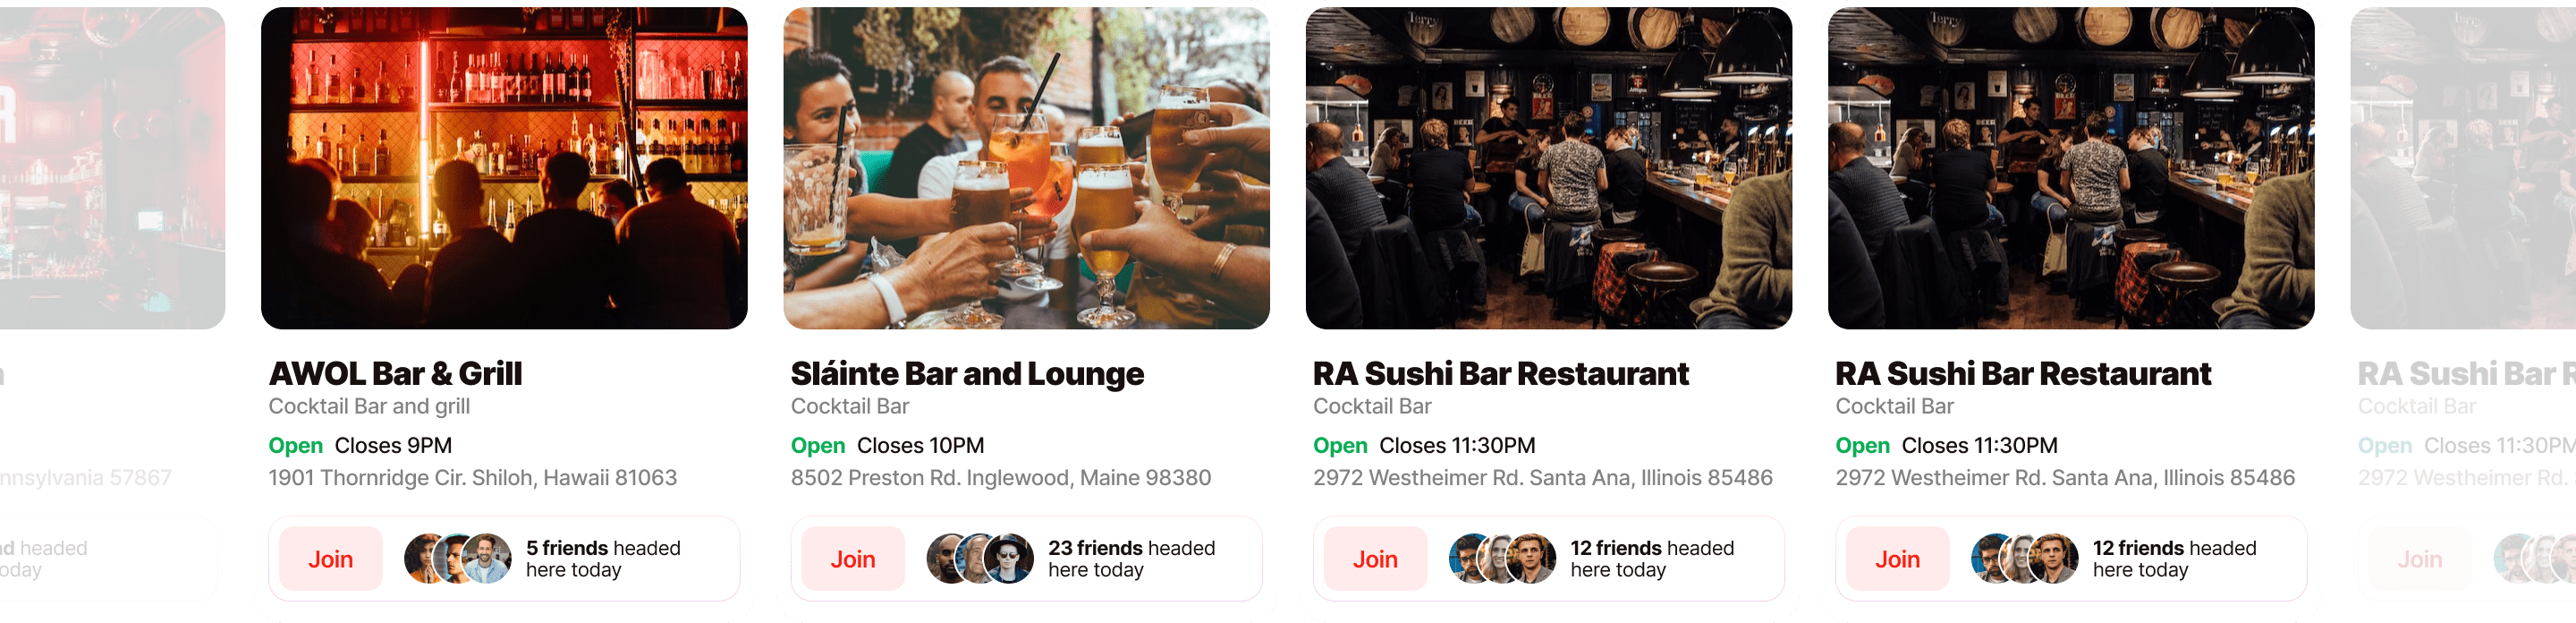 nnsylvania 57867
d headed
oday
AWOL Bar & Grill
Cocktail Bar and grill
Open Closes 9PM
1901 Thornridge Cir. Shiloh, Hawaii 81063
Join
5 friends headed
here today
Sláinte Bar and Lounge
Cocktail Bar
Open Closes 10PM
8502 Preston Rd. Inglewood, Maine 98380
Join
23 friends headed
here today
Terry
RA Sushi Bar Restaurant
Cocktail Bar
Open Closes 11:30PM
2972 Westheimer Rd. Santa Ana, Illinois 85486
Join
12 friends headed
here today
Terry
RA Sushi Bar Restaurant
Cocktail Bar
Open Closes 11:30PM
2972 Westheimer Rd. Santa Ana, Illinois 85486
Join
12 friends headed
here today
RA Sushi Bar R
Cocktail Bar
Open Closes 11:30PM
2972 Westheimer Rd.
Join